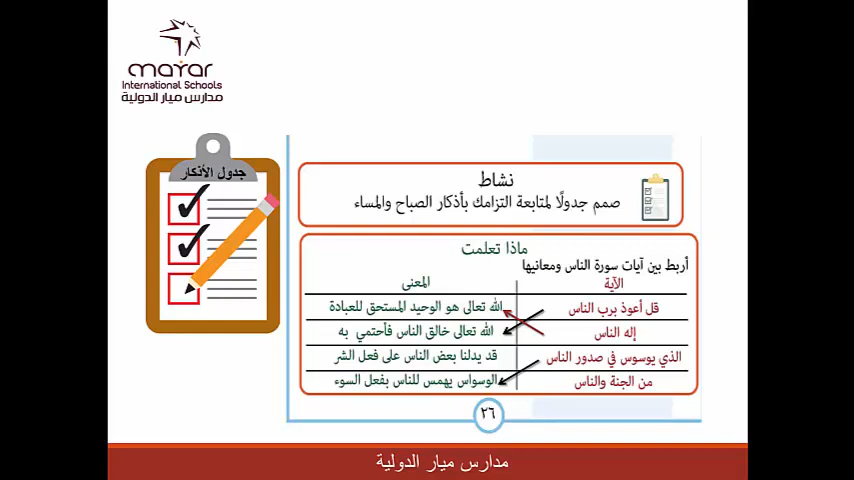 mayar
International Schools
مدارس ميار الدولية
جدول الأذكار
نشاط
صمم جدولًا لمتابعة التزامك بأذكار الصباح والمساء
ماذا تعلمت
أربط بين آيات سورة الناس ومعانيها
الآية المعنى
قل أعوذ برب الناس الله تعالى هو الوحيد المستحق للعبادة
إله الناس الله تعالى خالق الناس فأحتمي به
الذي يوسوس في صدور الناس قد يدلنا بعض الناس على فعل الشر
من الجنة والناس الوسواس يهمس للناس بفعل السوء
٢٦
مدارس ميار الدولية